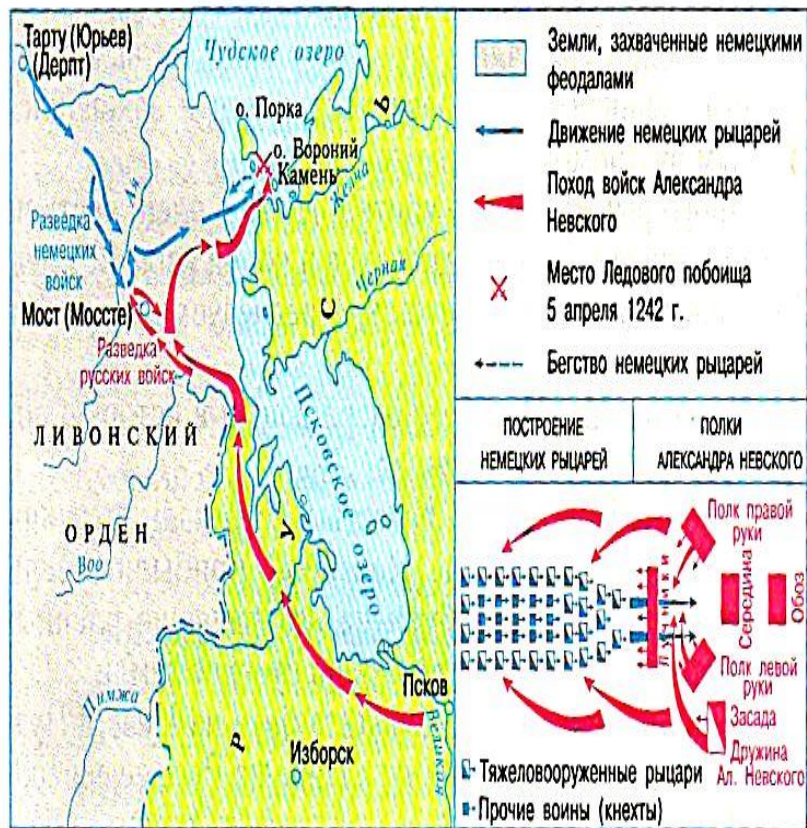 Тарту (Юрьев)
(Дерпт)
Чудское озеро
о. Порка
о. Вороний
Камень
Желча
Ая
Разведка
немецких
войск
Черная
Мост (Моссте)
Разведка
русских войск
ЛИВОНСКИЙ
ОРДЕН
Воо
Псковское озеро
Пимжа
Псков
Великая
Изборск
Р У С Ь
Земли, захваченные немецкими
феодалами
Движение немецких рыцарей
Поход войск Александра
Невского
Место Ледового побоища
5 апреля 1242 г.
Бегство немецких рыцарей
ПОСТРОЕНИЕ
НЕМЕЦКИХ РЫЦАРЕЙ
ПОЛКИ
АЛЕКСАНДРА НЕВСКОГО
Полк правой
руки
Лучники
Середина
Обоз
Полк левой
руки
Засада
Дружина
Ал. Невского
Тяжеловооруженные рыцари
Прочие воины (кнехты)